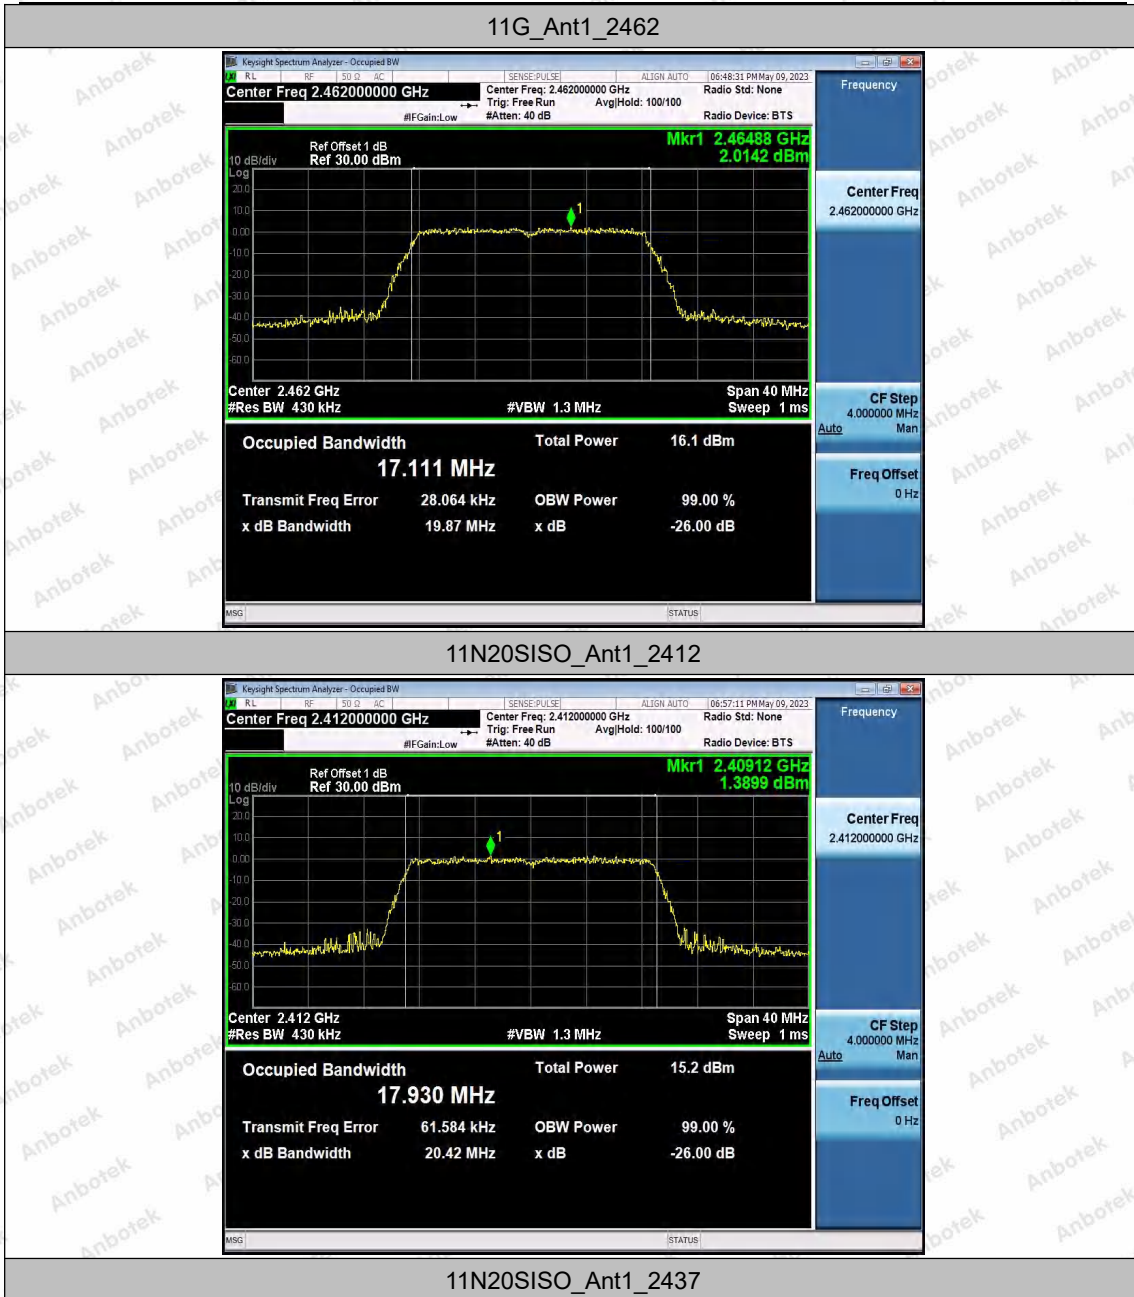 11G_Ant1_2462
Keysight Spectrum Analyzer - Occupied BW
RL RF 50 Ω AC SENSE:PULSE ALIGN AUTO 06:48:31 PM May 09, 2023
Center Freq 2.462000000 GHz
Center Freq: 2.462000000 GHz Radio Std: None
Trig: Free Run Avg|Hold: 100/100
#IFGain:Low #Atten: 40 dB Radio Device: BTS
Frequency
Mkr1 2.46488 GHz
2.0142 dBm
Ref Offset 1 dB
10 dB/div Ref 30.00 dBm
Log
20.0
10.0
0.00
-10.0
-20.0
-30.0
-40.0
-50.0
-60.0
1
Center 2.462 GHz Span 40 MHz
#Res BW 430 kHz #VBW 1.3 MHz Sweep 1 ms
Center Freq
2.462000000 GHz
CF Step
4.000000 MHz
Auto Man
Freq Offset
0 Hz
Occupied Bandwidth Total Power 16.1 dBm
17.111 MHz
Transmit Freq Error 28.064 kHz OBW Power 99.00 %
x dB Bandwidth 19.87 MHz x dB -26.00 dB
MSG STATUS
11N20SISO_Ant1_2412
Keysight Spectrum Analyzer - Occupied BW
RL RF 50 Ω AC SENSE:PULSE ALIGN AUTO 06:57:11 PM May 09, 2023
Center Freq 2.412000000 GHz
Center Freq: 2.412000000 GHz Radio Std: None
Trig: Free Run Avg|Hold: 100/100
#IFGain:Low #Atten: 40 dB Radio Device: BTS
Frequency
Mkr1 2.40912 GHz
1.3899 dBm
Ref Offset 1 dB
10 dB/div Ref 30.00 dBm
Log
20.0
10.0
0.00
-10.0
-20.0
-30.0
-40.0
-50.0
-60.0
1
Center 2.412 GHz Span 40 MHz
#Res BW 430 kHz #VBW 1.3 MHz Sweep 1 ms
Center Freq
2.412000000 GHz
CF Step
4.000000 MHz
Auto Man
Freq Offset
0 Hz
Occupied Bandwidth Total Power 15.2 dBm
17.930 MHz
Transmit Freq Error 61.584 kHz OBW Power 99.00 %
x dB Bandwidth 20.42 MHz x dB -26.00 dB
MSG STATUS
11N20SISO_Ant1_2437
Anbotek